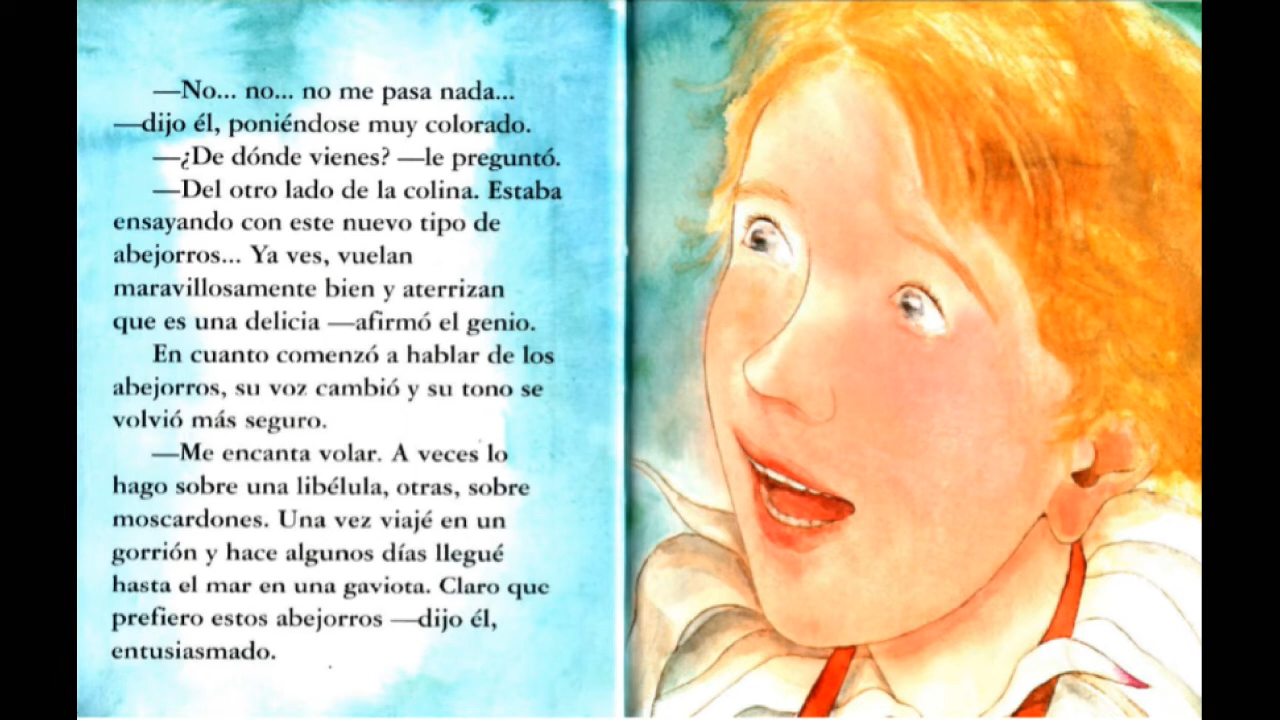 —No... no... no me pasa nada...
—dijo él, poniéndose muy colorado.
—¿De dónde vienes? —le preguntó.
—Del otro lado de la colina. Estaba
ensayando con este nuevo tipo de
abejorros... Ya ves, vuelan
maravillosamente bien y aterrizan
que es una delicia —afirmó el genio.
En cuanto comenzó a hablar de los
abejorros, su voz cambió y su tono se
volvió más seguro.
—Me encanta volar. A veces lo
hago sobre una libélula, otras, sobre
moscardones. Una vez viajé en un
gorrión y hace algunos días llegué
hasta el mar en una gaviota. Claro que
prefiero estos abejorros —dijo él,
entusiasmado.